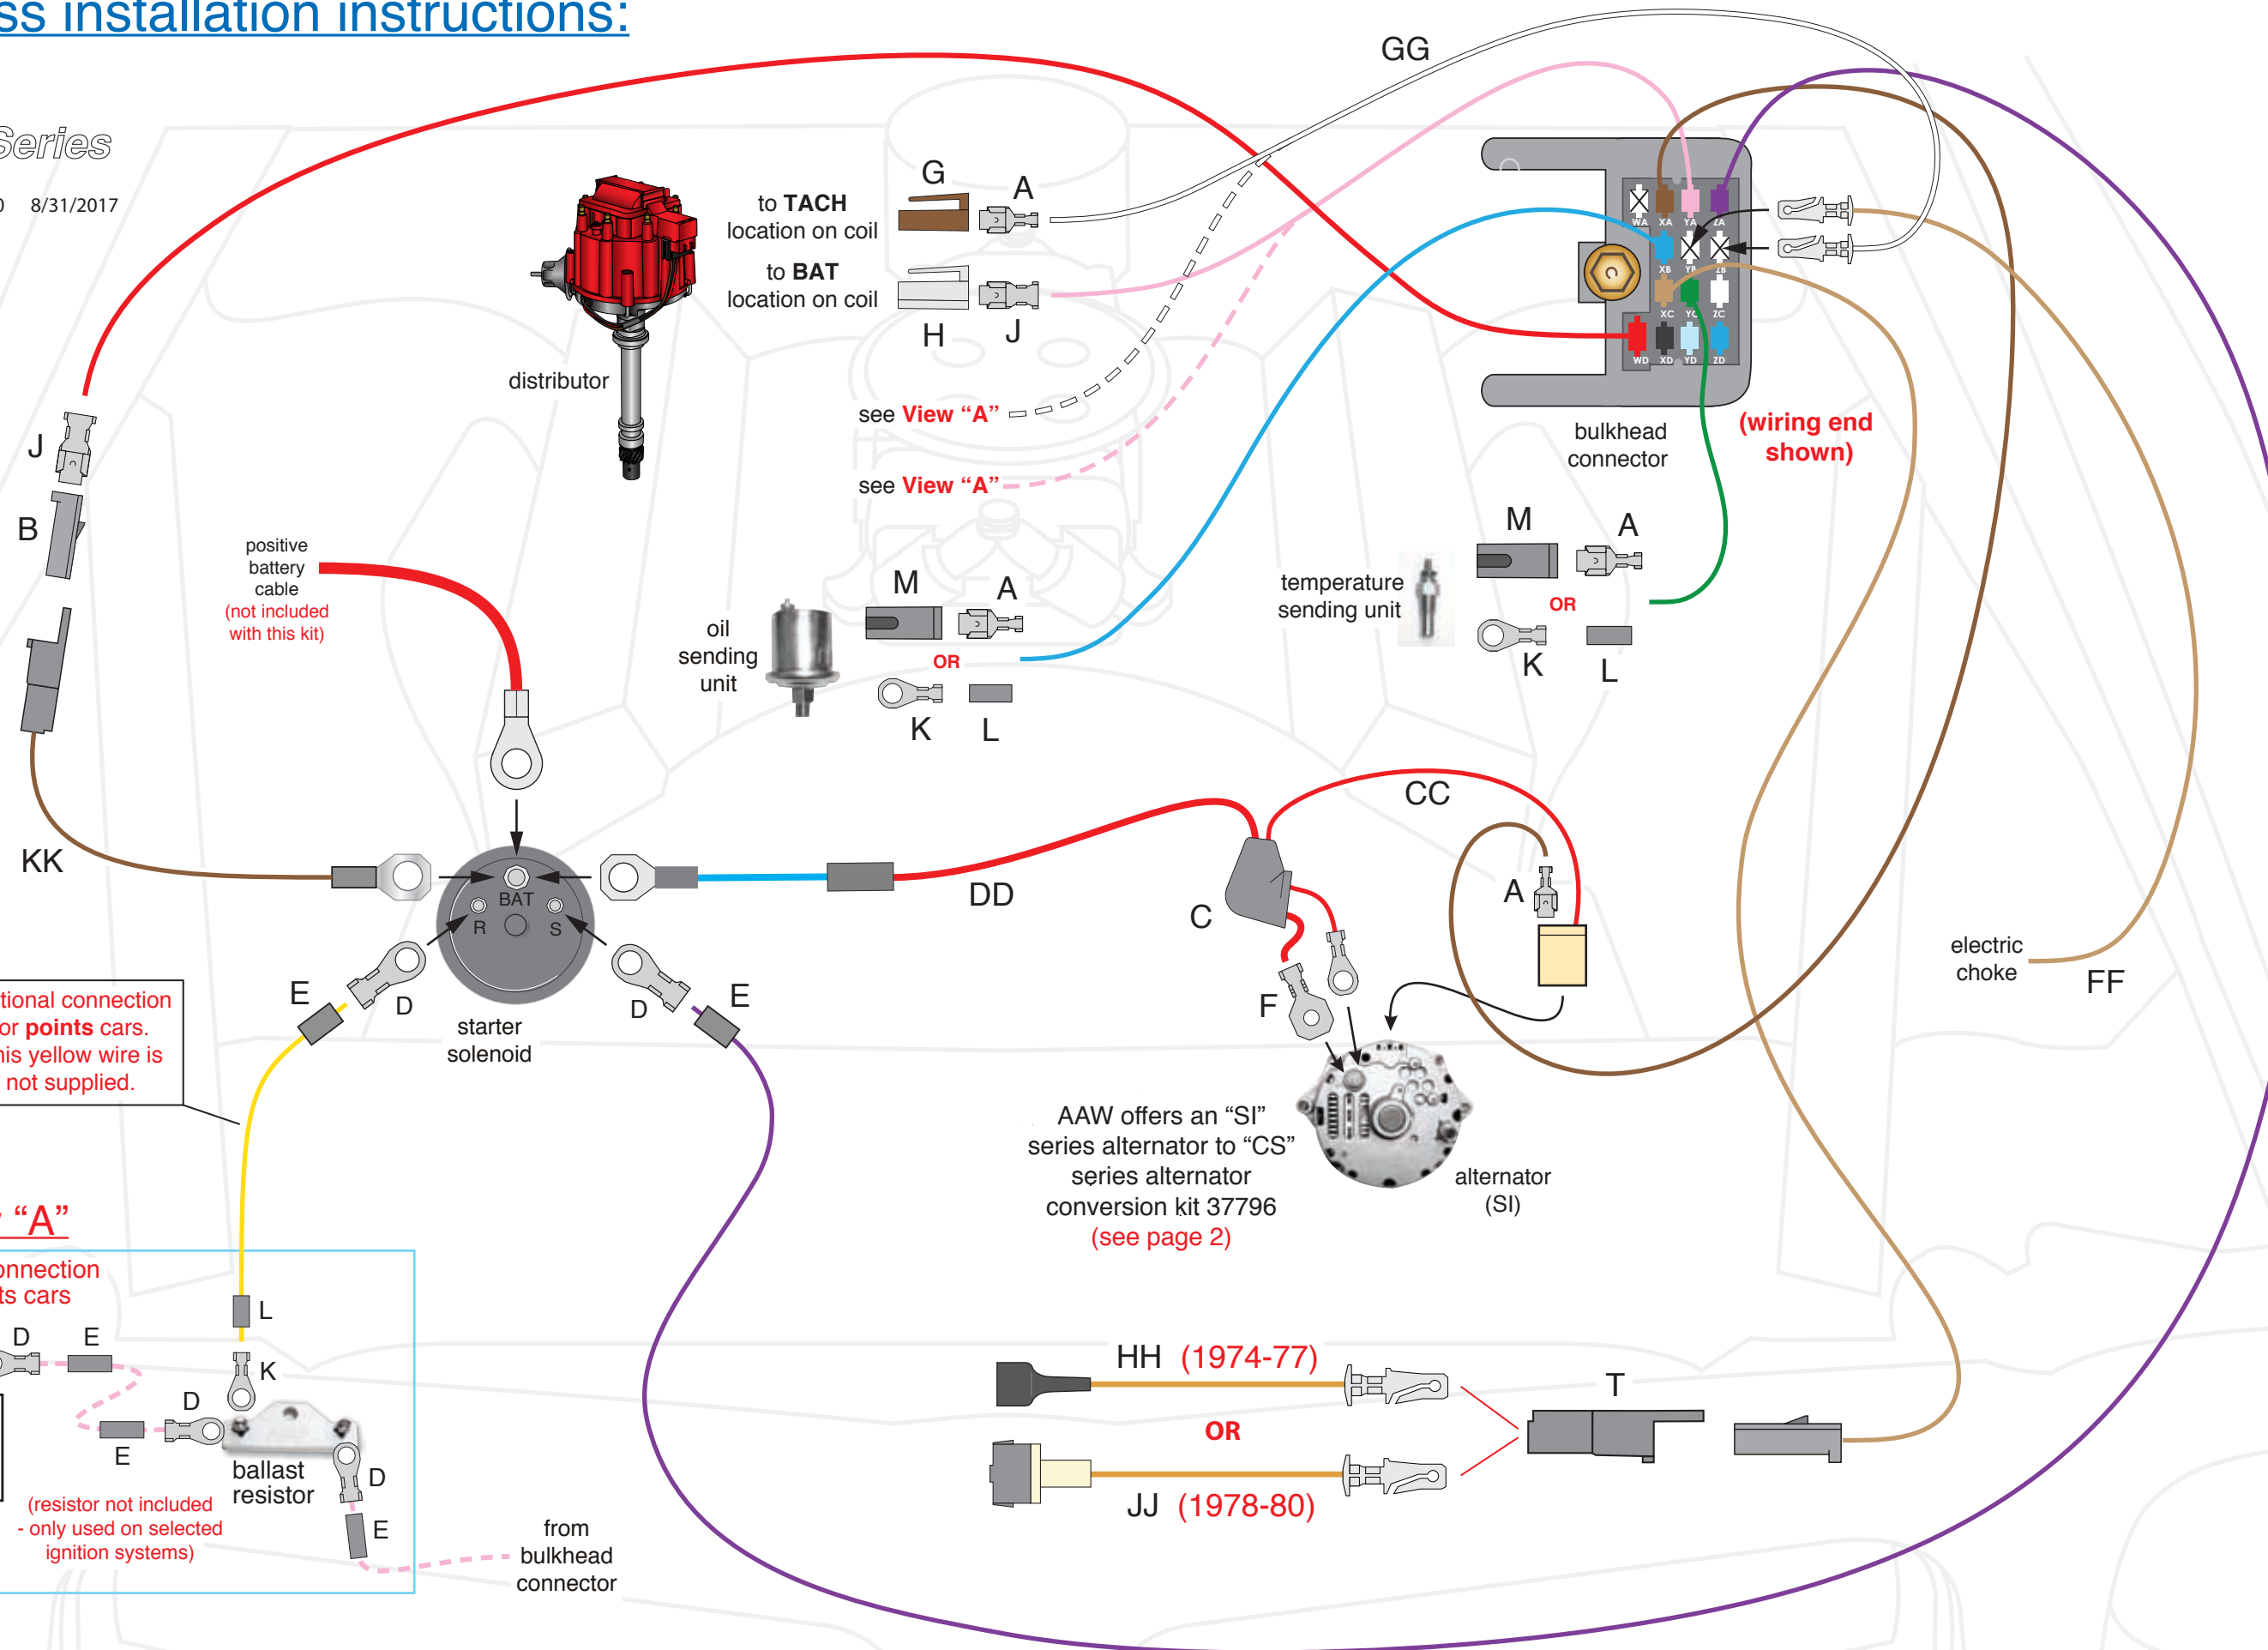 ss installation instructions:
Series
0 8/31/2017
GG
to TACH
location on coil
G
A
to BAT
location on coil
H
J
distributor
see View “A”
see View “A”
WA
XA
YA
ZA
XB
YB
ZB
XC
YC
ZC
WD
XD
YD
ZD
bulkhead
connector
(wiring end
shown)
J
B
positive
battery
cable
(not included
with this kit)
M
A
temperature
sending unit
OR
K
L
M
A
oil
sending
unit
OR
K
L
CC
KK
BAT
R
S
DD
C
A
F
E
D
D
E
starter
solenoid
electric
choke
FF
tional connection
or points cars.
his yellow wire is
not supplied.
AAW offers an “SI”
series alternator to “CS”
series alternator
conversion kit 37796
(see page 2)
alternator
(SI)
“A”
onnection
ts cars
L
D
E
K
D
E
ballast
resistor
D
E
(resistor not included
- only used on selected
ignition systems)
from
bulkhead
connector
HH (1974-77)
OR
JJ (1978-80)
T